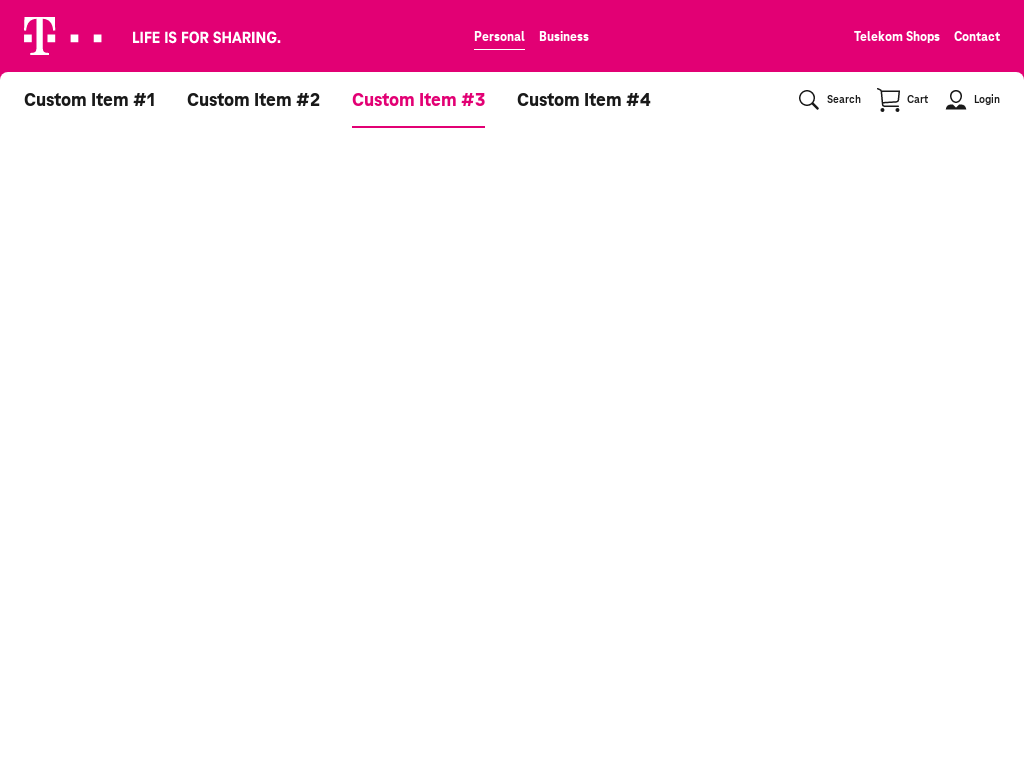 T
LIFE IS FOR SHARING.
Personal Business
Telekom Shops Contact
Custom Item #1 Custom Item #2 Custom Item #3 Custom Item #4
Search Cart Login